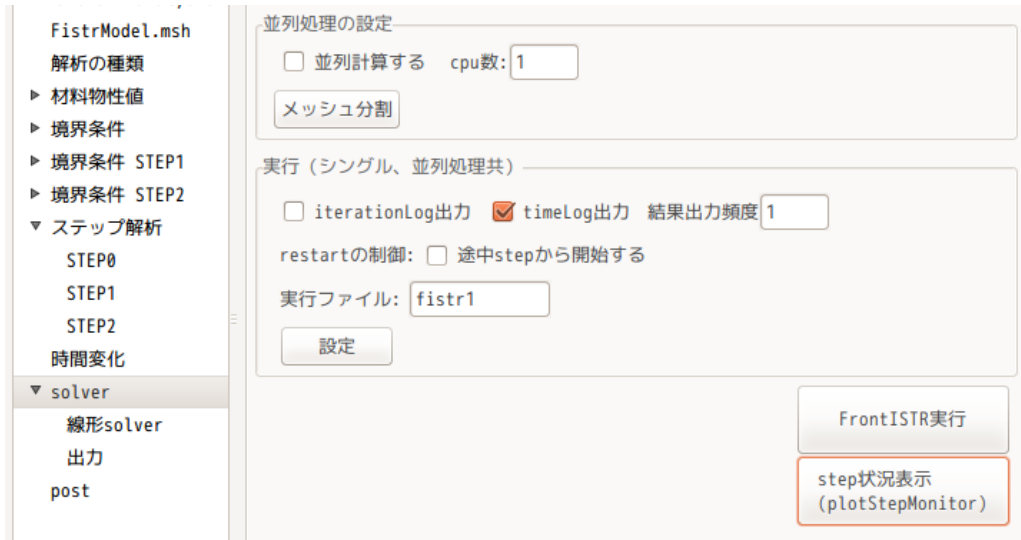 FistrModel.msh
解析の種類
材料物性値
境界条件
境界条件 STEP1
境界条件 STEP2
ステップ解析
STEP0
STEP1
STEP2
時間変化
solver
線形solver
出力
post
並列処理の設定
並列計算する cpu数: 1
メッシュ分割
実行 (シングル、並列処理共)
iterationLog出力 timeLog出力 結果出力頻度 1
restartの制御: 途中stepから開始する
実行ファイル: fistr1
設定
FrontISTR実行
step状況表示
(plotStepMonitor)